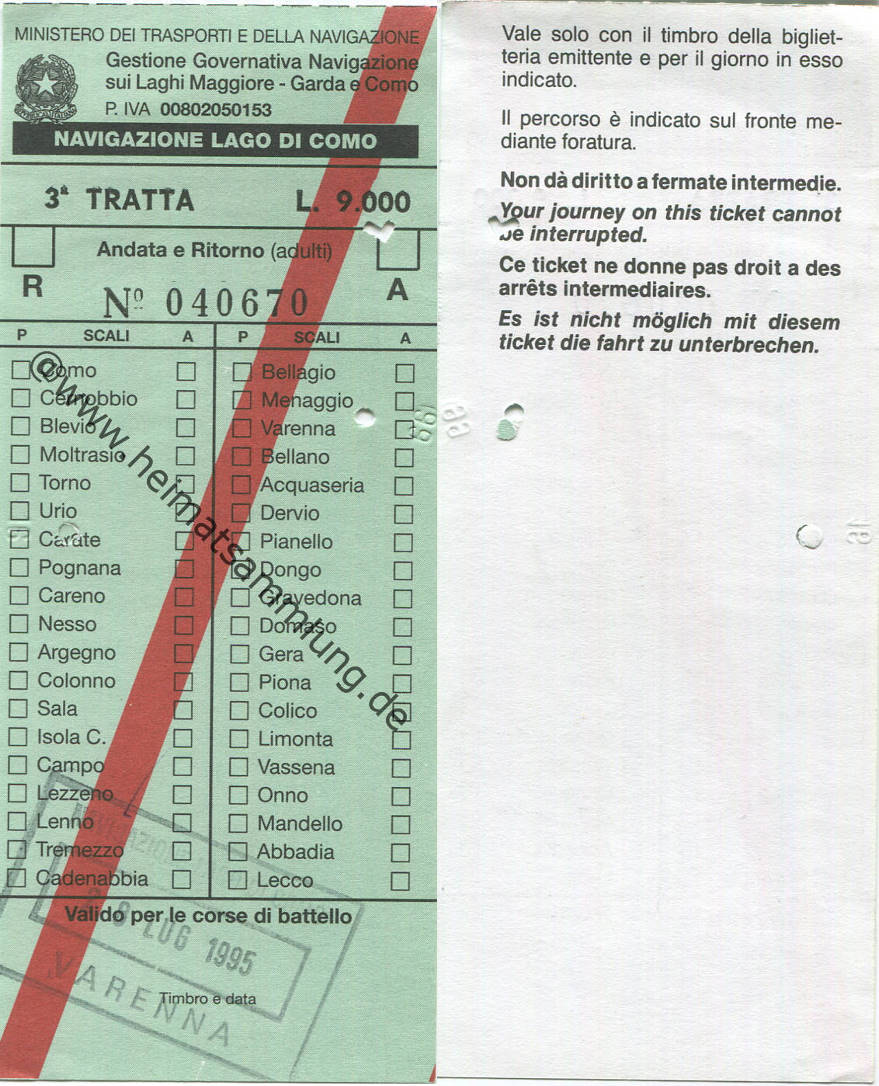 MINISTERO DEI TRASPORTI E DELLA NAVIGAZIONE
Gestione Governativa Navigazione
sui Laghi Maggiore - Garda e Como
P. IVA 00802050153
NAVIGAZIONE LAGO DI COMO
3ª TRATTA L. 9.000
Andata e Ritorno (adulti)
R A
Nº 040670
P SCALI A P SCALI A
Como Bellagio
Cernobbio Menaggio
Blevio Varenna
Moltrasio Bellano
Torno Acquaseria
Urio Dervio
Carate Pianello
Pognana Dongo
Careno Gravedona
Nesso Domaso
Argegno Gera
Colonno Piona
Sala Colico
Isola C. Limonta
Campo Vassena
Lezzeno Onno
Lenno Mandello
Tremezzo Abbadia
Cadenabbia Lecco
Valido per le corse di battello
LUG 1995
VARENNA
Timbro e data
@www.heimatsammlung.de
Vale solo con il timbro della bigliet-
teria emittente e per il giorno in esso
indicato.
Il percorso è indicato sul fronte me-
diante foratura.
Non dà diritto a fermate intermedie.
Your journey on this ticket cannot
be interrupted.
Ce ticket ne donne pas droit a des
arrêts intermediaires.
Es ist nicht möglich mit diesem
ticket die fahrt zu unterbrechen.